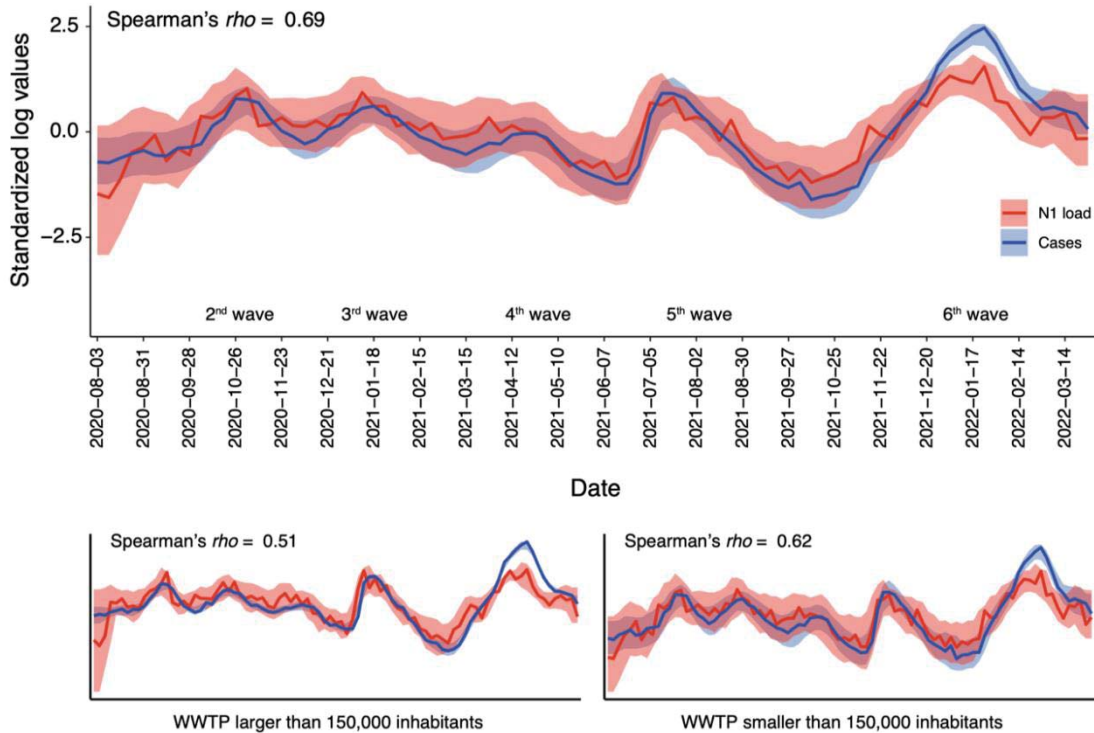 Spearman's rho = 0.69
Standardized log values
2.5
0.0
−2.5
N1 load
Cases
2nd wave
3rd wave
4th wave
5th wave
6th wave
2020−08−03
2020−08−31
2020−09−28
2020−10−26
2020−11−23
2020−12−21
2021−01−18
2021−02−15
2021−03−15
2021−04−12
2021−05−10
2021−06−07
2021−07−05
2021−08−02
2021−08−30
2021−09−27
2021−10−25
2021−11−22
2021−12−20
2022−01−17
2022−02−14
2022−03−14
Date
Spearman's rho = 0.51
WWTP larger than 150,000 inhabitants
Spearman's rho = 0.62
WWTP smaller than 150,000 inhabitants